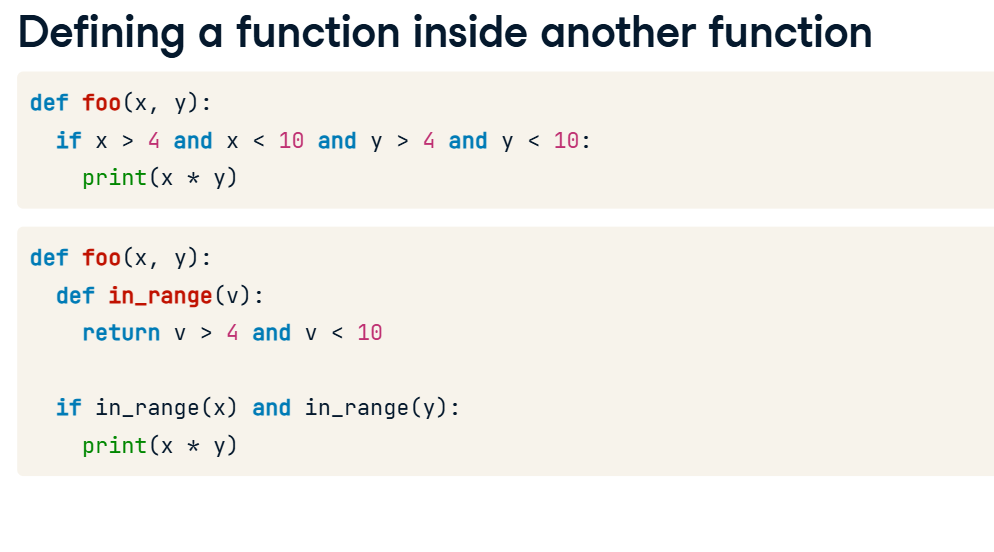 Defining a function inside another function
def foo(x, y):
  if x > 4 and x < 10 and y > 4 and y < 10:
    print(x * y)
def foo(x, y):
  def in_range(v):
    return v > 4 and v < 10
  if in_range(x) and in_range(y):
    print(x * y)